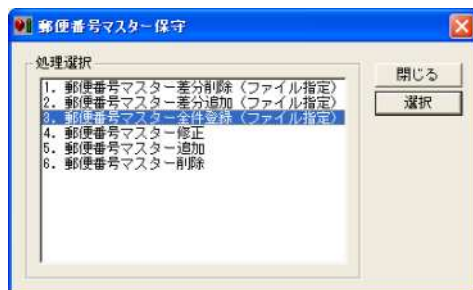 郵便番号マスター保守
処理選択
1. 郵便番号マスター差分削除（ファイル指定）
2. 郵便番号マスター差分追加（ファイル指定）
3. 郵便番号マスター全件登録（ファイル指定）
4. 郵便番号マスター修正
5. 郵便番号マスター追加
6. 郵便番号マスター削除
閉じる
選択